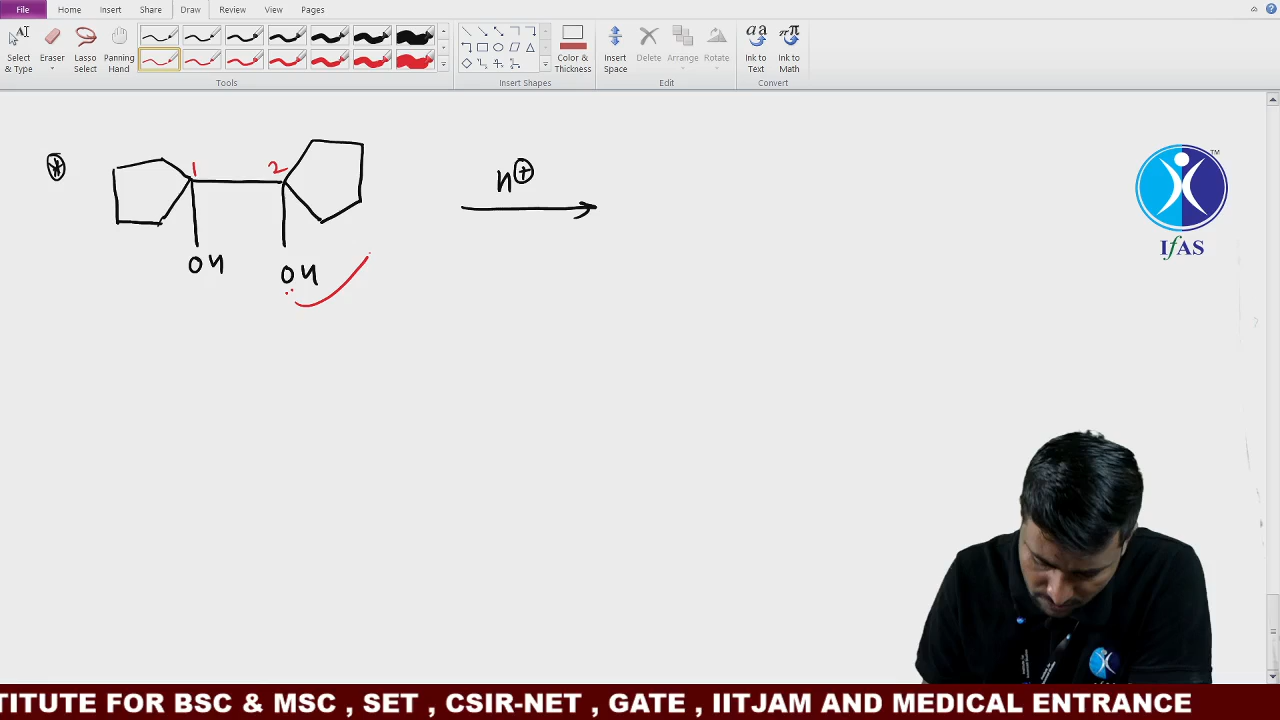 File Home Insert Share Draw Review View Pages
Select & Type
Eraser
Lasso Select
Panning Hand
Color & Thickness
Insert Space
Delete
Arrange
Rotate
Ink to Text
Ink to Math
Tools
Insert Shapes
Edit
Convert
1 2
OH OH
H⊕
IfAS
TM
TITUTE FOR BSC & MSC , SET , CSIR-NET , GATE , IITJAM AND MEDICAL ENTRANCE